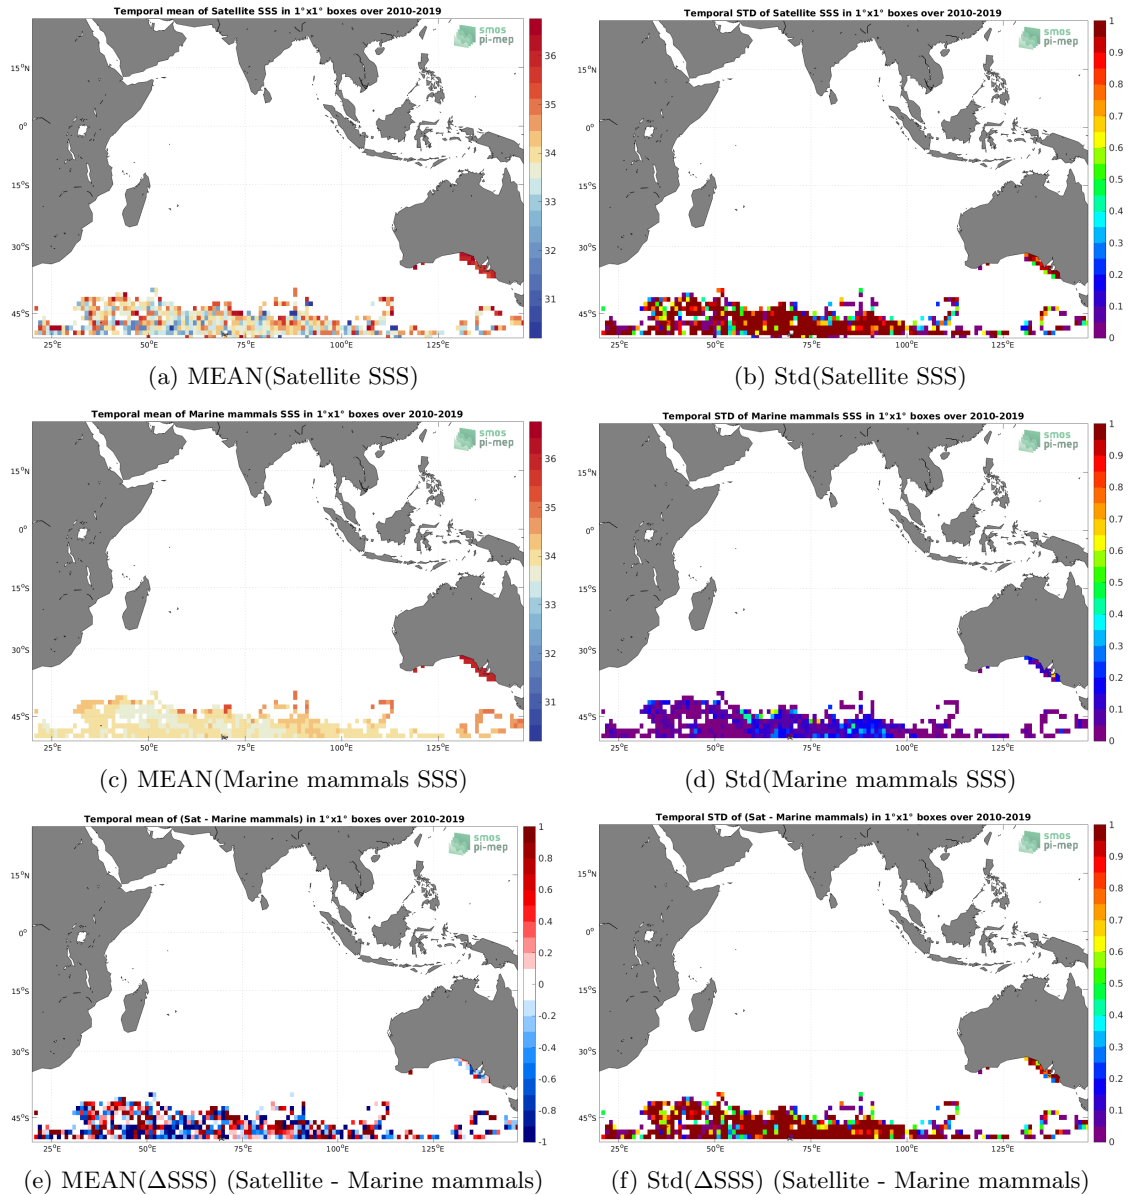 Temporal mean of Satellite SSS in 1°x1° boxes over 2010-2019
smos
pi-mep
15°N
0°
15°S
30°S
45°S
25°E
50°E
75°E
100°E
125°E
36
35
34
33
32
31
(a) MEAN(Satellite SSS)
Temporal STD of Satellite SSS in 1°x1° boxes over 2010-2019
smos
pi-mep
15°N
0°
15°S
30°S
45°S
25°E
50°E
75°E
100°E
125°E
1
0.9
0.8
0.7
0.6
0.5
0.4
0.3
0.2
0.1
0
(b) Std(Satellite SSS)
Temporal mean of Marine mammals SSS in 1°x1° boxes over 2010-2019
smos
pi-mep
15°N
0°
15°S
30°S
45°S
25°E
50°E
75°E
100°E
125°E
36
35
34
33
32
31
(c) MEAN(Marine mammals SSS)
Temporal STD of Marine mammals SSS in 1°x1° boxes over 2010-2019
smos
pi-mep
15°N
0°
15°S
30°S
45°S
25°E
50°E
75°E
100°E
125°E
1
0.9
0.8
0.7
0.6
0.5
0.4
0.3
0.2
0.1
0
(d) Std(Marine mammals SSS)
Temporal mean of (Sat - Marine mammals) in 1°x1° boxes over 2010-2019
smos
pi-mep
15°N
0°
15°S
30°S
45°S
25°E
50°E
75°E
100°E
125°E
1
0.8
0.6
0.4
0.2
0
-0.2
-0.4
-0.6
-0.8
-1
(e) MEAN(ΔSSS) (Satellite - Marine mammals)
Temporal STD of (Sat - Marine mammals) in 1°x1° boxes over 2010-2019
smos
pi-mep
15°N
0°
15°S
30°S
45°S
25°E
50°E
75°E
100°E
125°E
1
0.9
0.8
0.7
0.6
0.5
0.4
0.3
0.2
0.1
0
(f) Std(ΔSSS) (Satellite - Marine mammals)